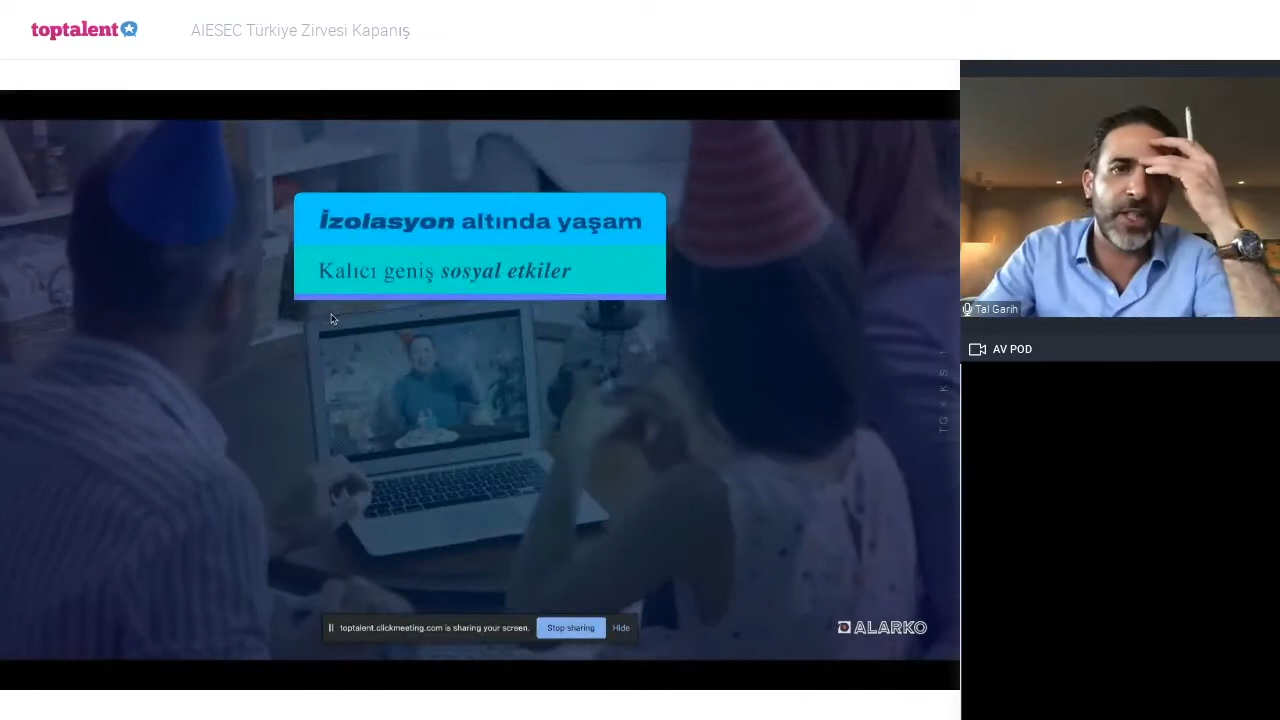 toptalent
AIESEC Türkiye Zirvesi Kapanış
İzolasyon altında yaşam
Kalıcı geniş sosyal etkiler
Tal Garih
AV POD
toptalent.clickmeeting.com is sharing your screen.
Stop sharing
Hide
ALARKO